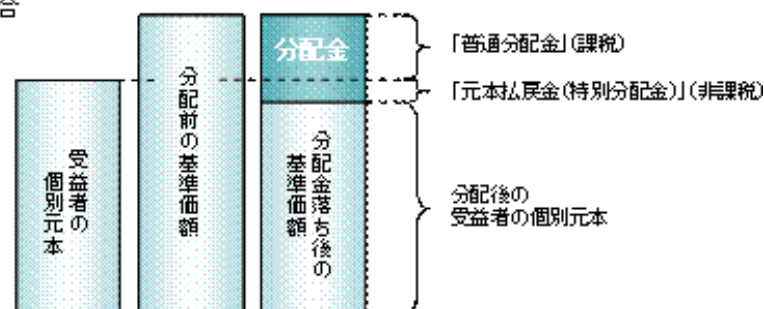 合
受益者の
個別元本
分配前の基準価額
分配金
分配金落ち後の
基準価額
「普通分配金」(課税)
「元本払戻金(特別分配金)」(非課税)
分配後の
受益者の個別元本